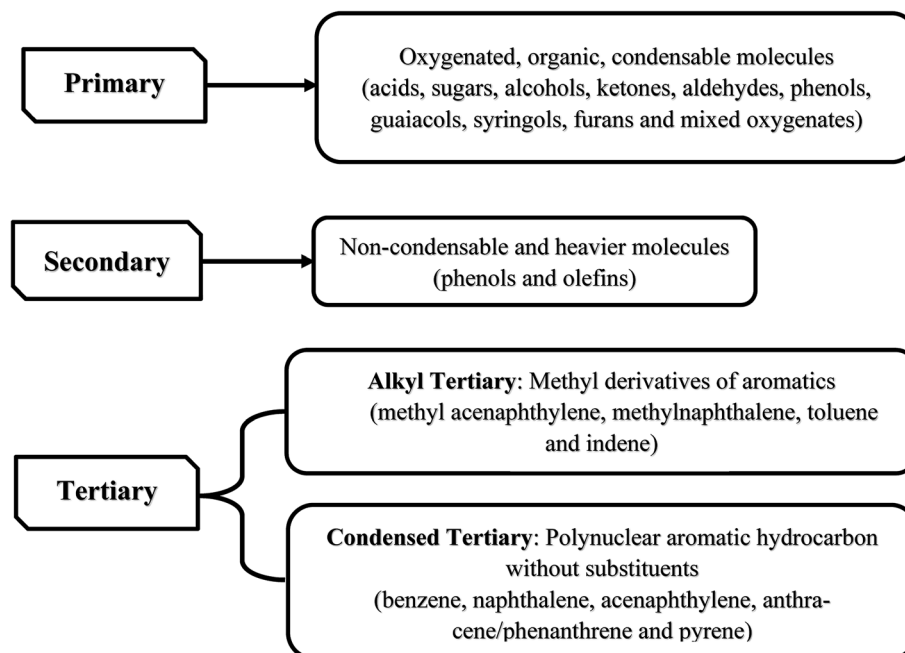 Primary
Oxygenated, organic, condensable molecules
(acids, sugars, alcohols, ketones, aldehydes, phenols,
guaiacols, syringols, furans and mixed oxygenates)
Secondary
Non-condensable and heavier molecules
(phenols and olefins)
Tertiary
Alkyl Tertiary: Methyl derivatives of aromatics
(methyl acenaphthylene, methylnaphthalene, toluene
and indene)
Condensed Tertiary: Polynuclear aromatic hydrocarbon
without substituents
(benzene, naphthalene, acenaphthylene, anthra-
cene/phenanthrene and pyrene)